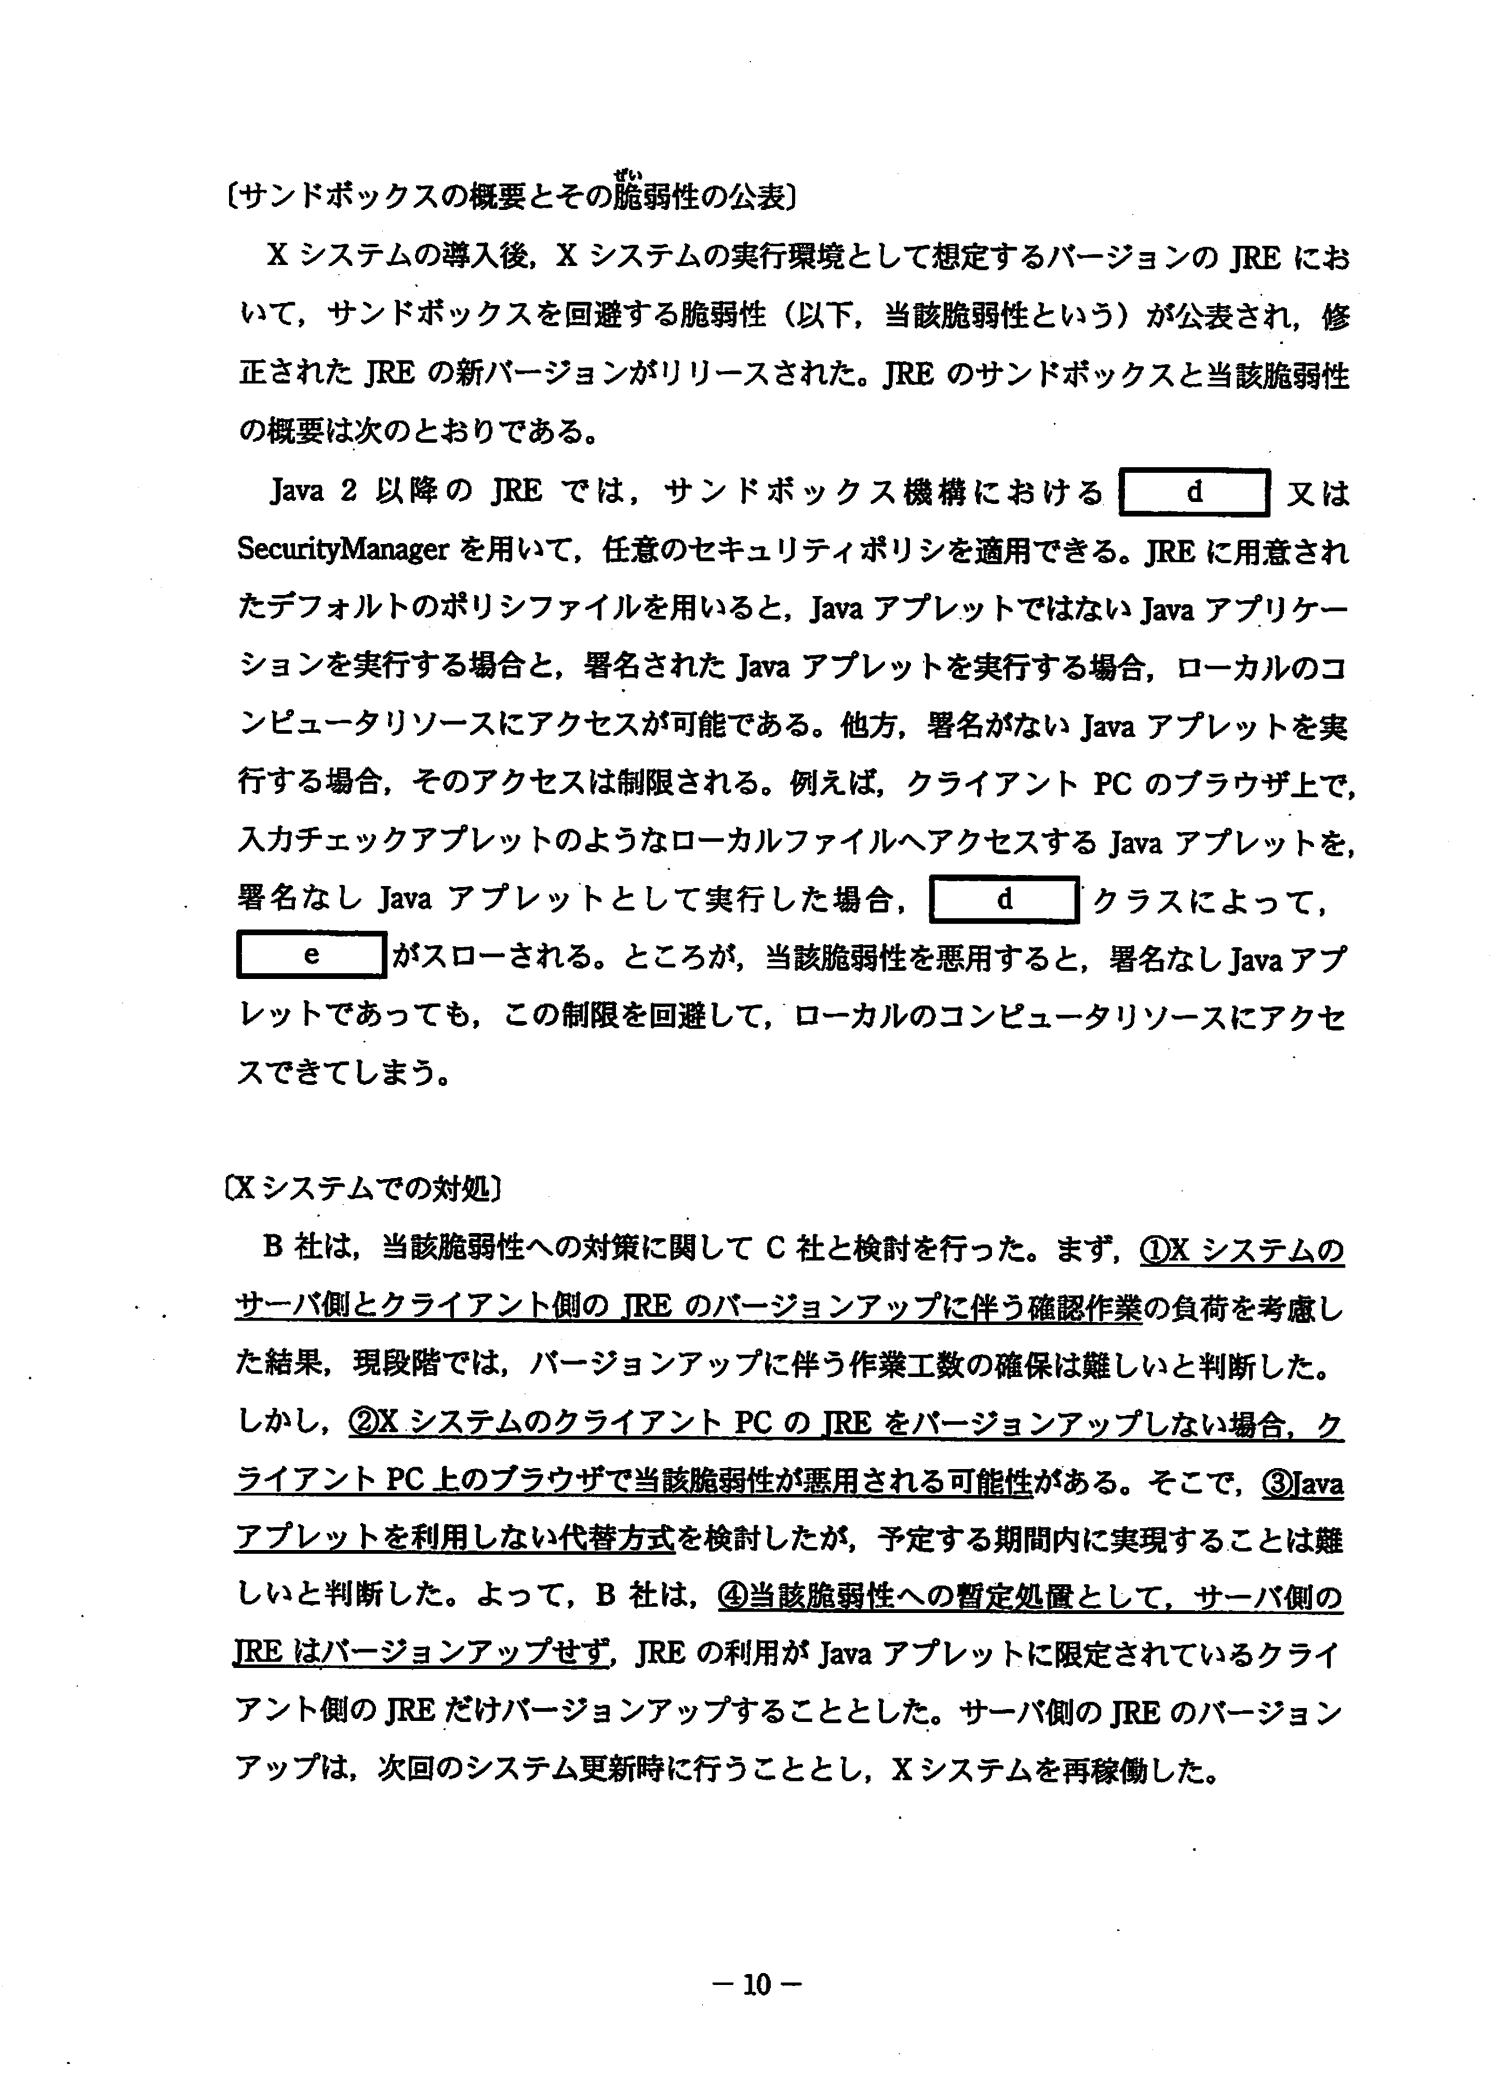 〔サンドボックスの概要とその脆弱性の公表〕
ぜい
X システムの導入後，X システムの実行環境として想定するバージョンの JRE にお
いて，サンドボックスを回避する脆弱性（以下，当該脆弱性という）が公表され，修
正された JRE の新バージョンがリリースされた。JRE のサンドボックスと当該脆弱性
の概要は次のとおりである。
Java 2 以降の JRE では，サンドボックス機構における d 又は
SecurityManager を用いて，任意のセキュリティポリシを適用できる。JRE に用意され
たデフォルトのポリシファイルを用いると，Java アプレットではない Java アプリケー
ションを実行する場合と，署名された Java アプレットを実行する場合，ローカルのコ
ンピュータリソースにアクセスが可能である。他方，署名がない Java アプレットを実
行する場合，そのアクセスは制限される。例えば，クライアント PC のブラウザ上で，
入力チェックアプレットのようなローカルファイルへアクセスする Java アプレットを，
署名なし Java アプレットとして実行した場合， d クラスによって，
e がスローされる。ところが，当該脆弱性を悪用すると，署名なし Java アプ
レットであっても，この制限を回避して，ローカルのコンピュータリソースにアクセ
スできてしまう。
〔X システムでの対処〕
B 社は，当該脆弱性への対策に関して C 社と検討を行った。まず，①X システムの
サーバ側とクライアント側の JRE のバージョンアップに伴う確認作業の負荷を考慮し
た結果，現段階では，バージョンアップに伴う作業工数の確保は難しいと判断した。
しかし，②X システムのクライアント PC の JRE をバージョンアップしない場合，ク
ライアント PC 上のブラウザで当該脆弱性が悪用される可能性がある。そこで，③Java
アプレットを利用しない代替方式を検討したが，予定する期間内に実現することは難
しいと判断した。よって，B 社は，④当該脆弱性への暫定処置として，サーバ側の
JRE はバージョンアップせず，JRE の利用が Java アプレットに限定されているクライ
アント側の JRE だけバージョンアップすることとした。サーバ側の JRE のバージョン
アップは，次回のシステム更新時に行うこととし，X システムを再稼働した。
－ 10 －